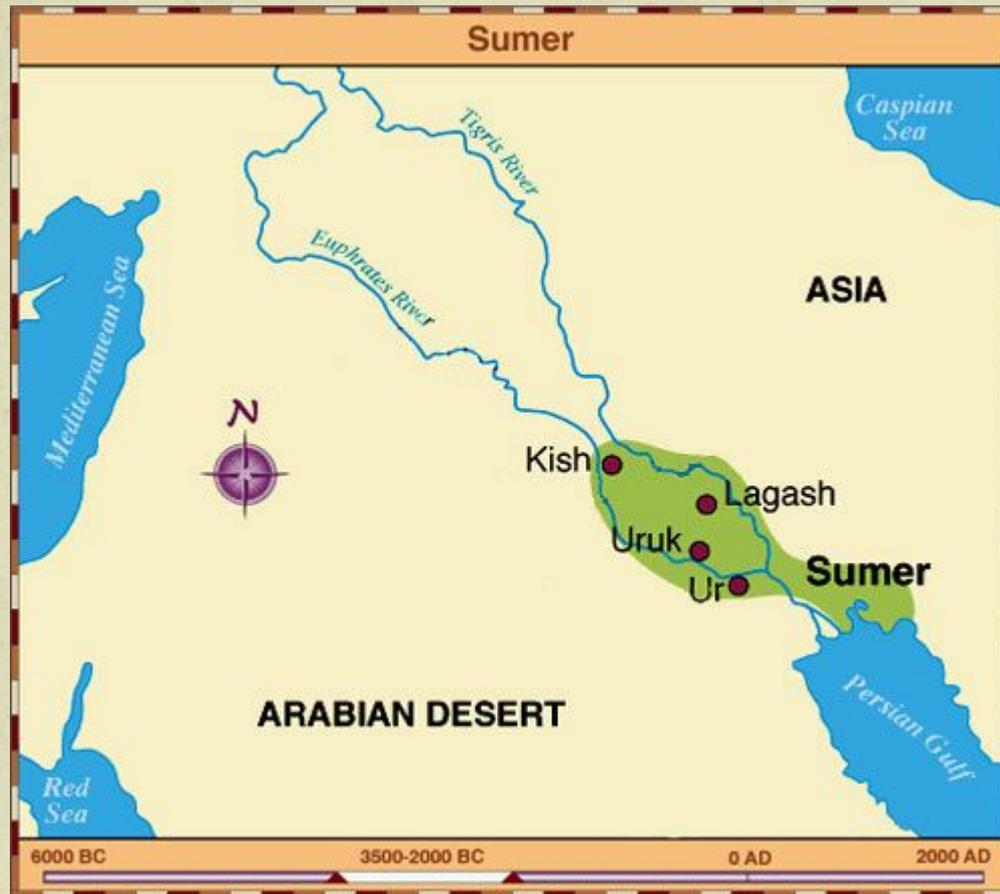 Sumer
Caspian
Sea
Tigris River
Euphrates River
Mediterranean Sea
ASIA
N
Kish
Lagash
Uruk
Ur
Sumer
ARABIAN DESERT
Persian Gulf
Red
Sea
6000 BC 3500-2000 BC 0 AD 2000 AD